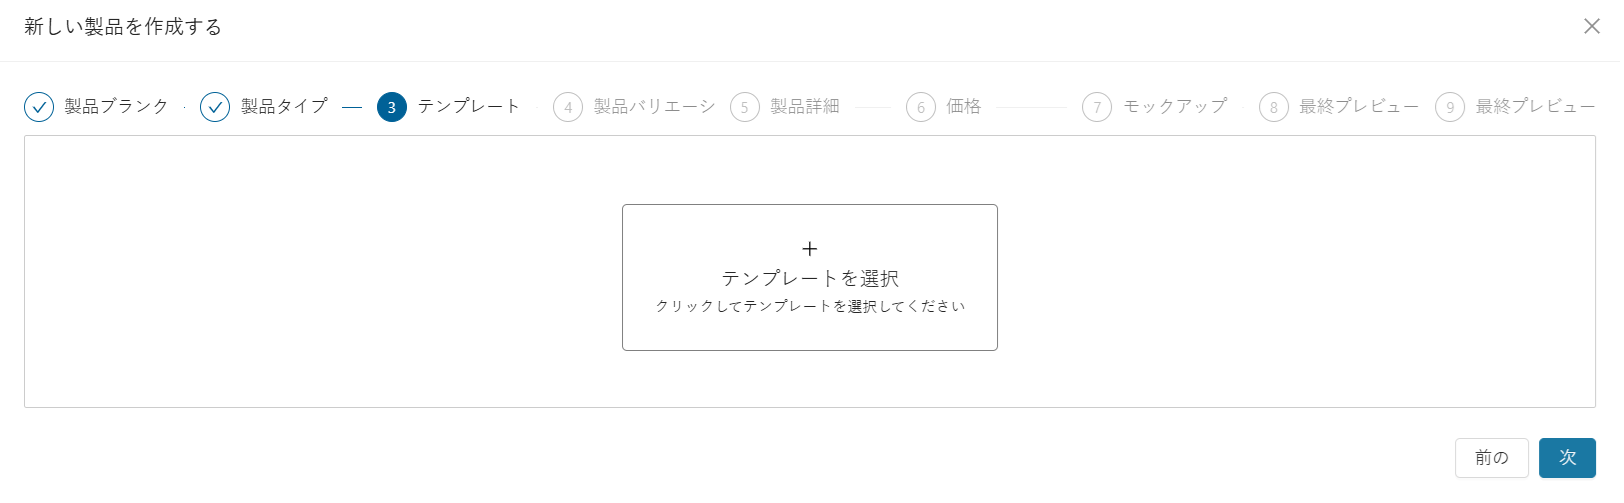 新しい製品を作成する
製品ブランク 製品タイプ 3 テンプレート 4 製品バリエーシ 5 製品詳細 6 価格 7 モックアップ 8 最終プレビュー 9 最終プレビュー
テンプレートを選択
クリックしてテンプレートを選択してください
前の 次